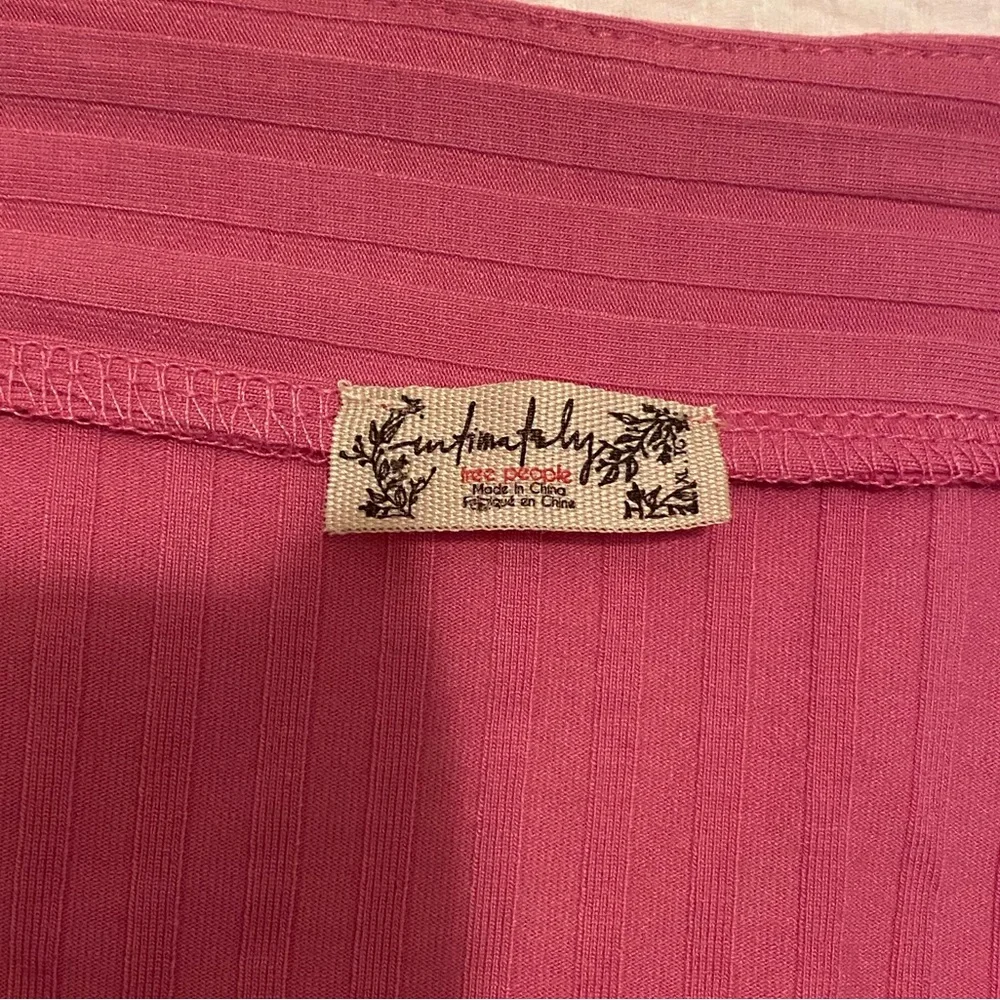 intimately
free people
Made in China
Fabriqué en Chine